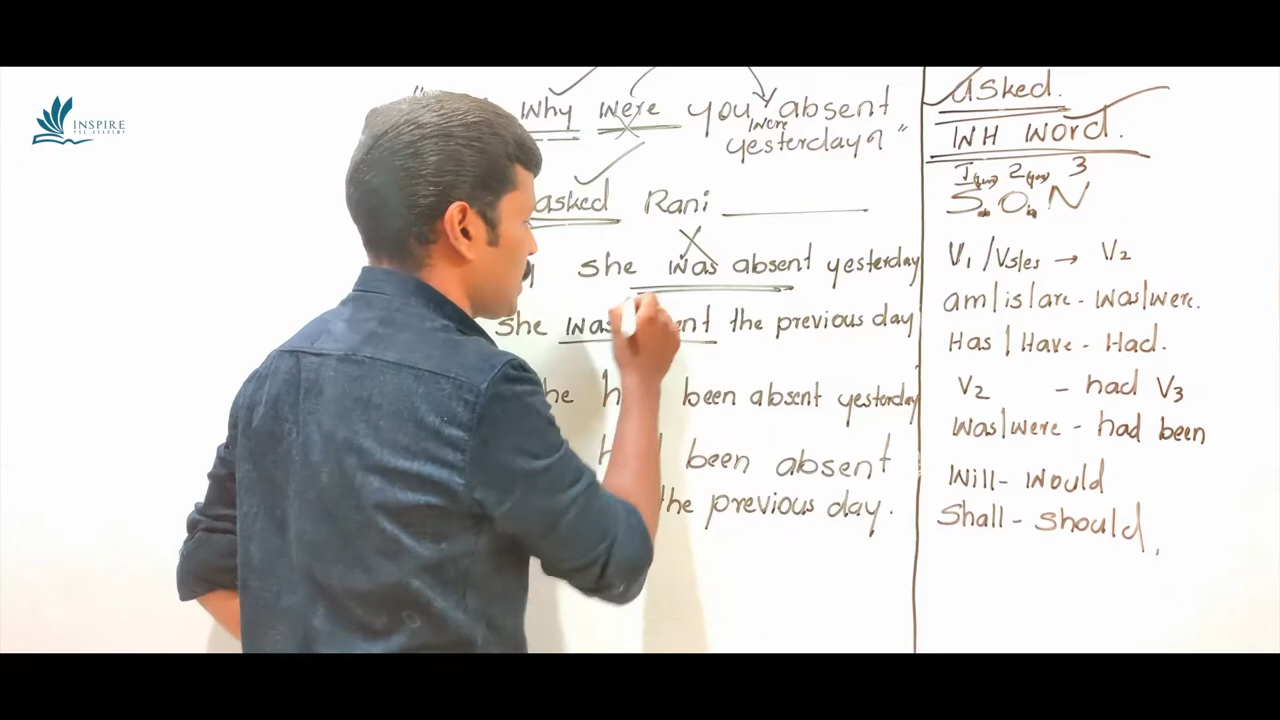 INSPIRE
PSC ACADEMY
" Why were you absent
were
yesterday? "
asked Rani
she was absent yesterday
she was the previous day
been absent yesterday
been absent
the previous day.
asked.
WH Word.
1 2 3
S. O. N
V1 / Vs/es → V2
am|is|are - was|were.
Has | Have - Had.
V2 - had V3
was|were - had been
Will - Would
Shall - Should.